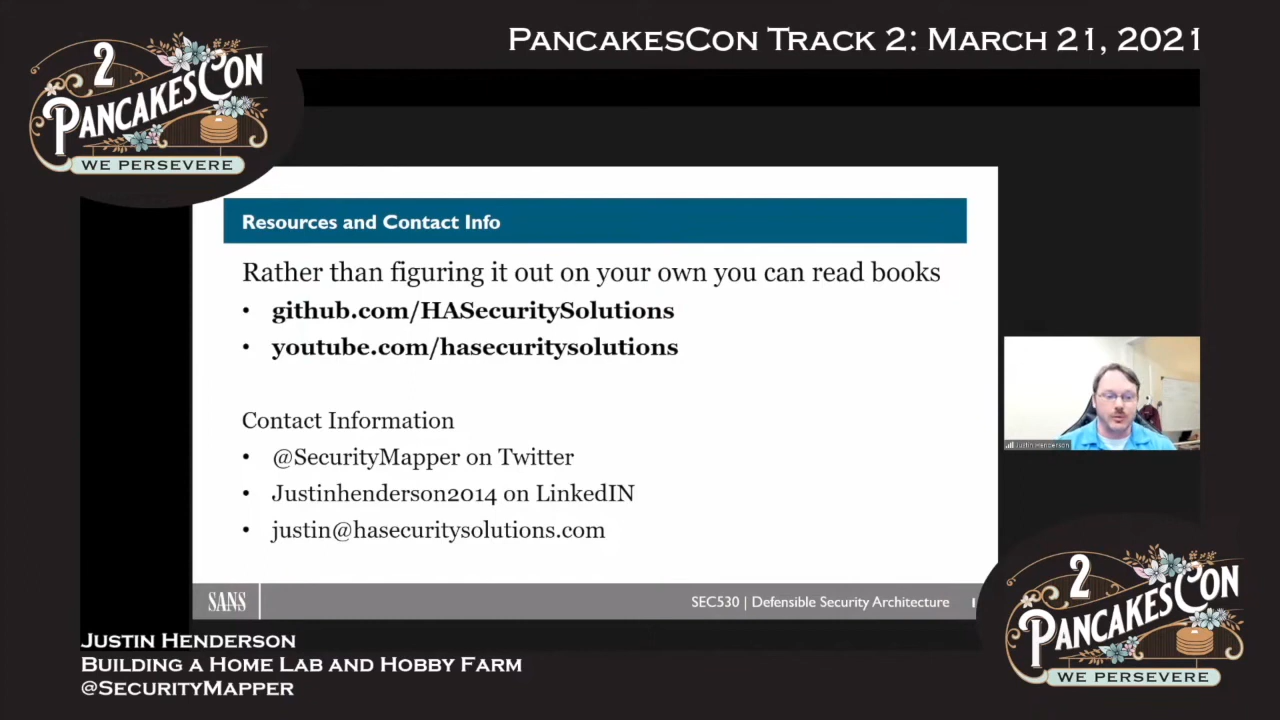 PancakesCon Track 2: March 21, 2021
2
PancakesCon
WE PERSEVERE
Resources and Contact Info
Rather than figuring it out on your own you can read books
• github.com/HASecuritySolutions
• youtube.com/hasecuritysolutions
Contact Information
• @SecurityMapper on Twitter
• Justinhenderson2014 on LinkedIN
• justin@hasecuritysolutions.com
Justin Henderson
SANS
SEC530 | Defensible Security Architecture
2
PancakesCon
WE PERSEVERE
Justin Henderson
Building a Home Lab and Hobby Farm
@SecurityMapper